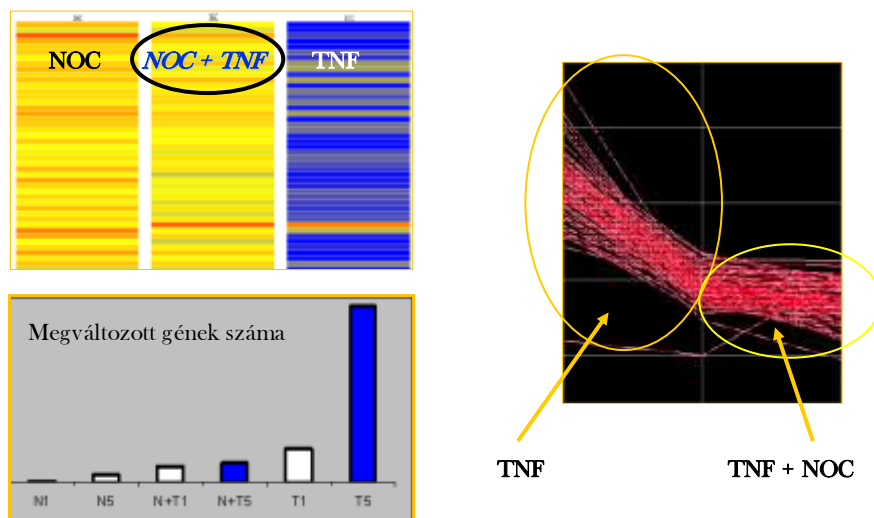 NOC
NOC + TNF
TNF
Megváltozott gének száma
N1 N5 N+T1 N+T5 T1 T5
TNF
TNF + NOC